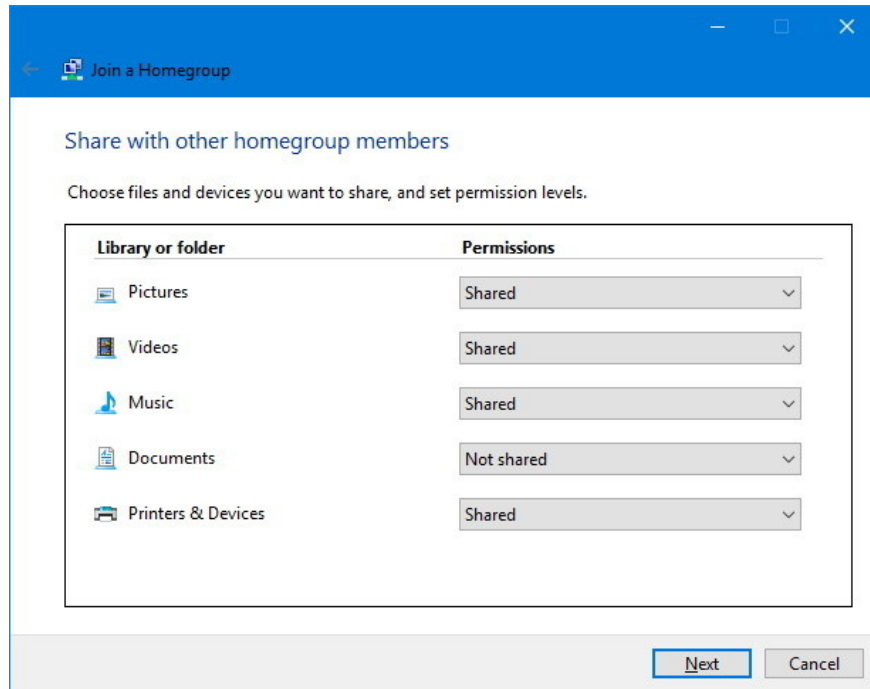 Join a Homegroup
Share with other homegroup members
Choose files and devices you want to share, and set permission levels.
Library or folder Permissions
Pictures Shared
Videos Shared
Music Shared
Documents Not shared
Printers & Devices Shared
Next Cancel